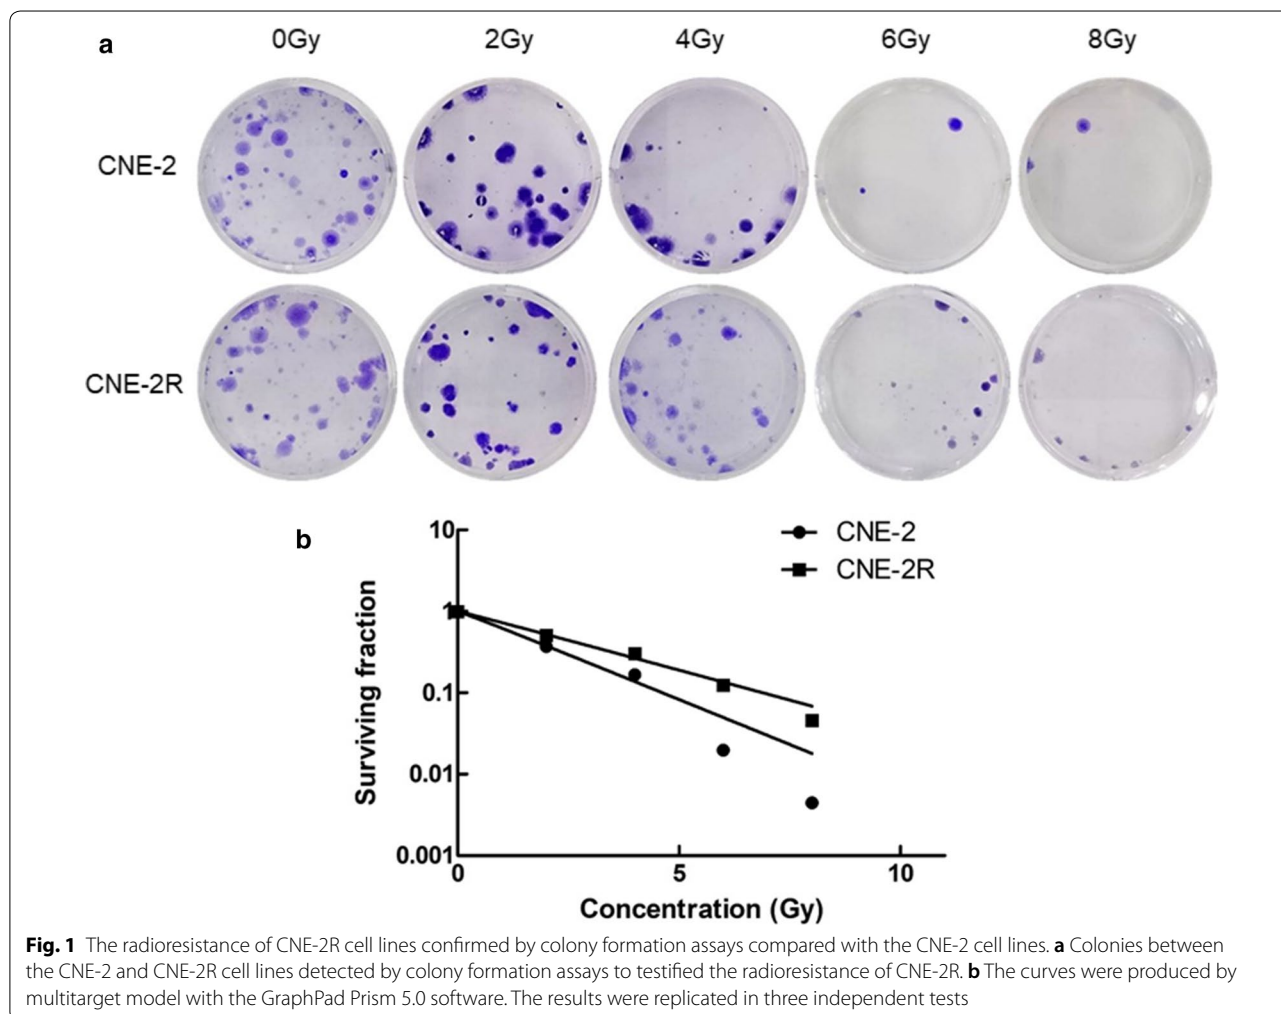 a
0Gy 2Gy 4Gy 6Gy 8Gy
CNE-2
CNE-2R
b
CNE-2
CNE-2R
10
1
0.1
0.01
0.001
Surviving fraction
0 5 10
Concentration (Gy)
Fig. 1 The radioresistance of CNE-2R cell lines confirmed by colony formation assays compared with the CNE-2 cell lines. a Colonies between
the CNE-2 and CNE-2R cell lines detected by colony formation assays to testified the radioresistance of CNE-2R. b The curves were produced by
multitarget model with the GraphPad Prism 5.0 software. The results were replicated in three independent tests